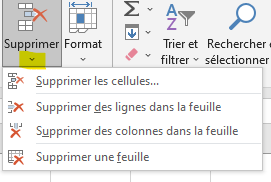 Supprimer
Format
Trier et
filtrer
Rechercher et
sélectionner
Supprimer les cellules...
Supprimer des lignes dans la feuille
Supprimer des colonnes dans la feuille
Supprimer une feuille